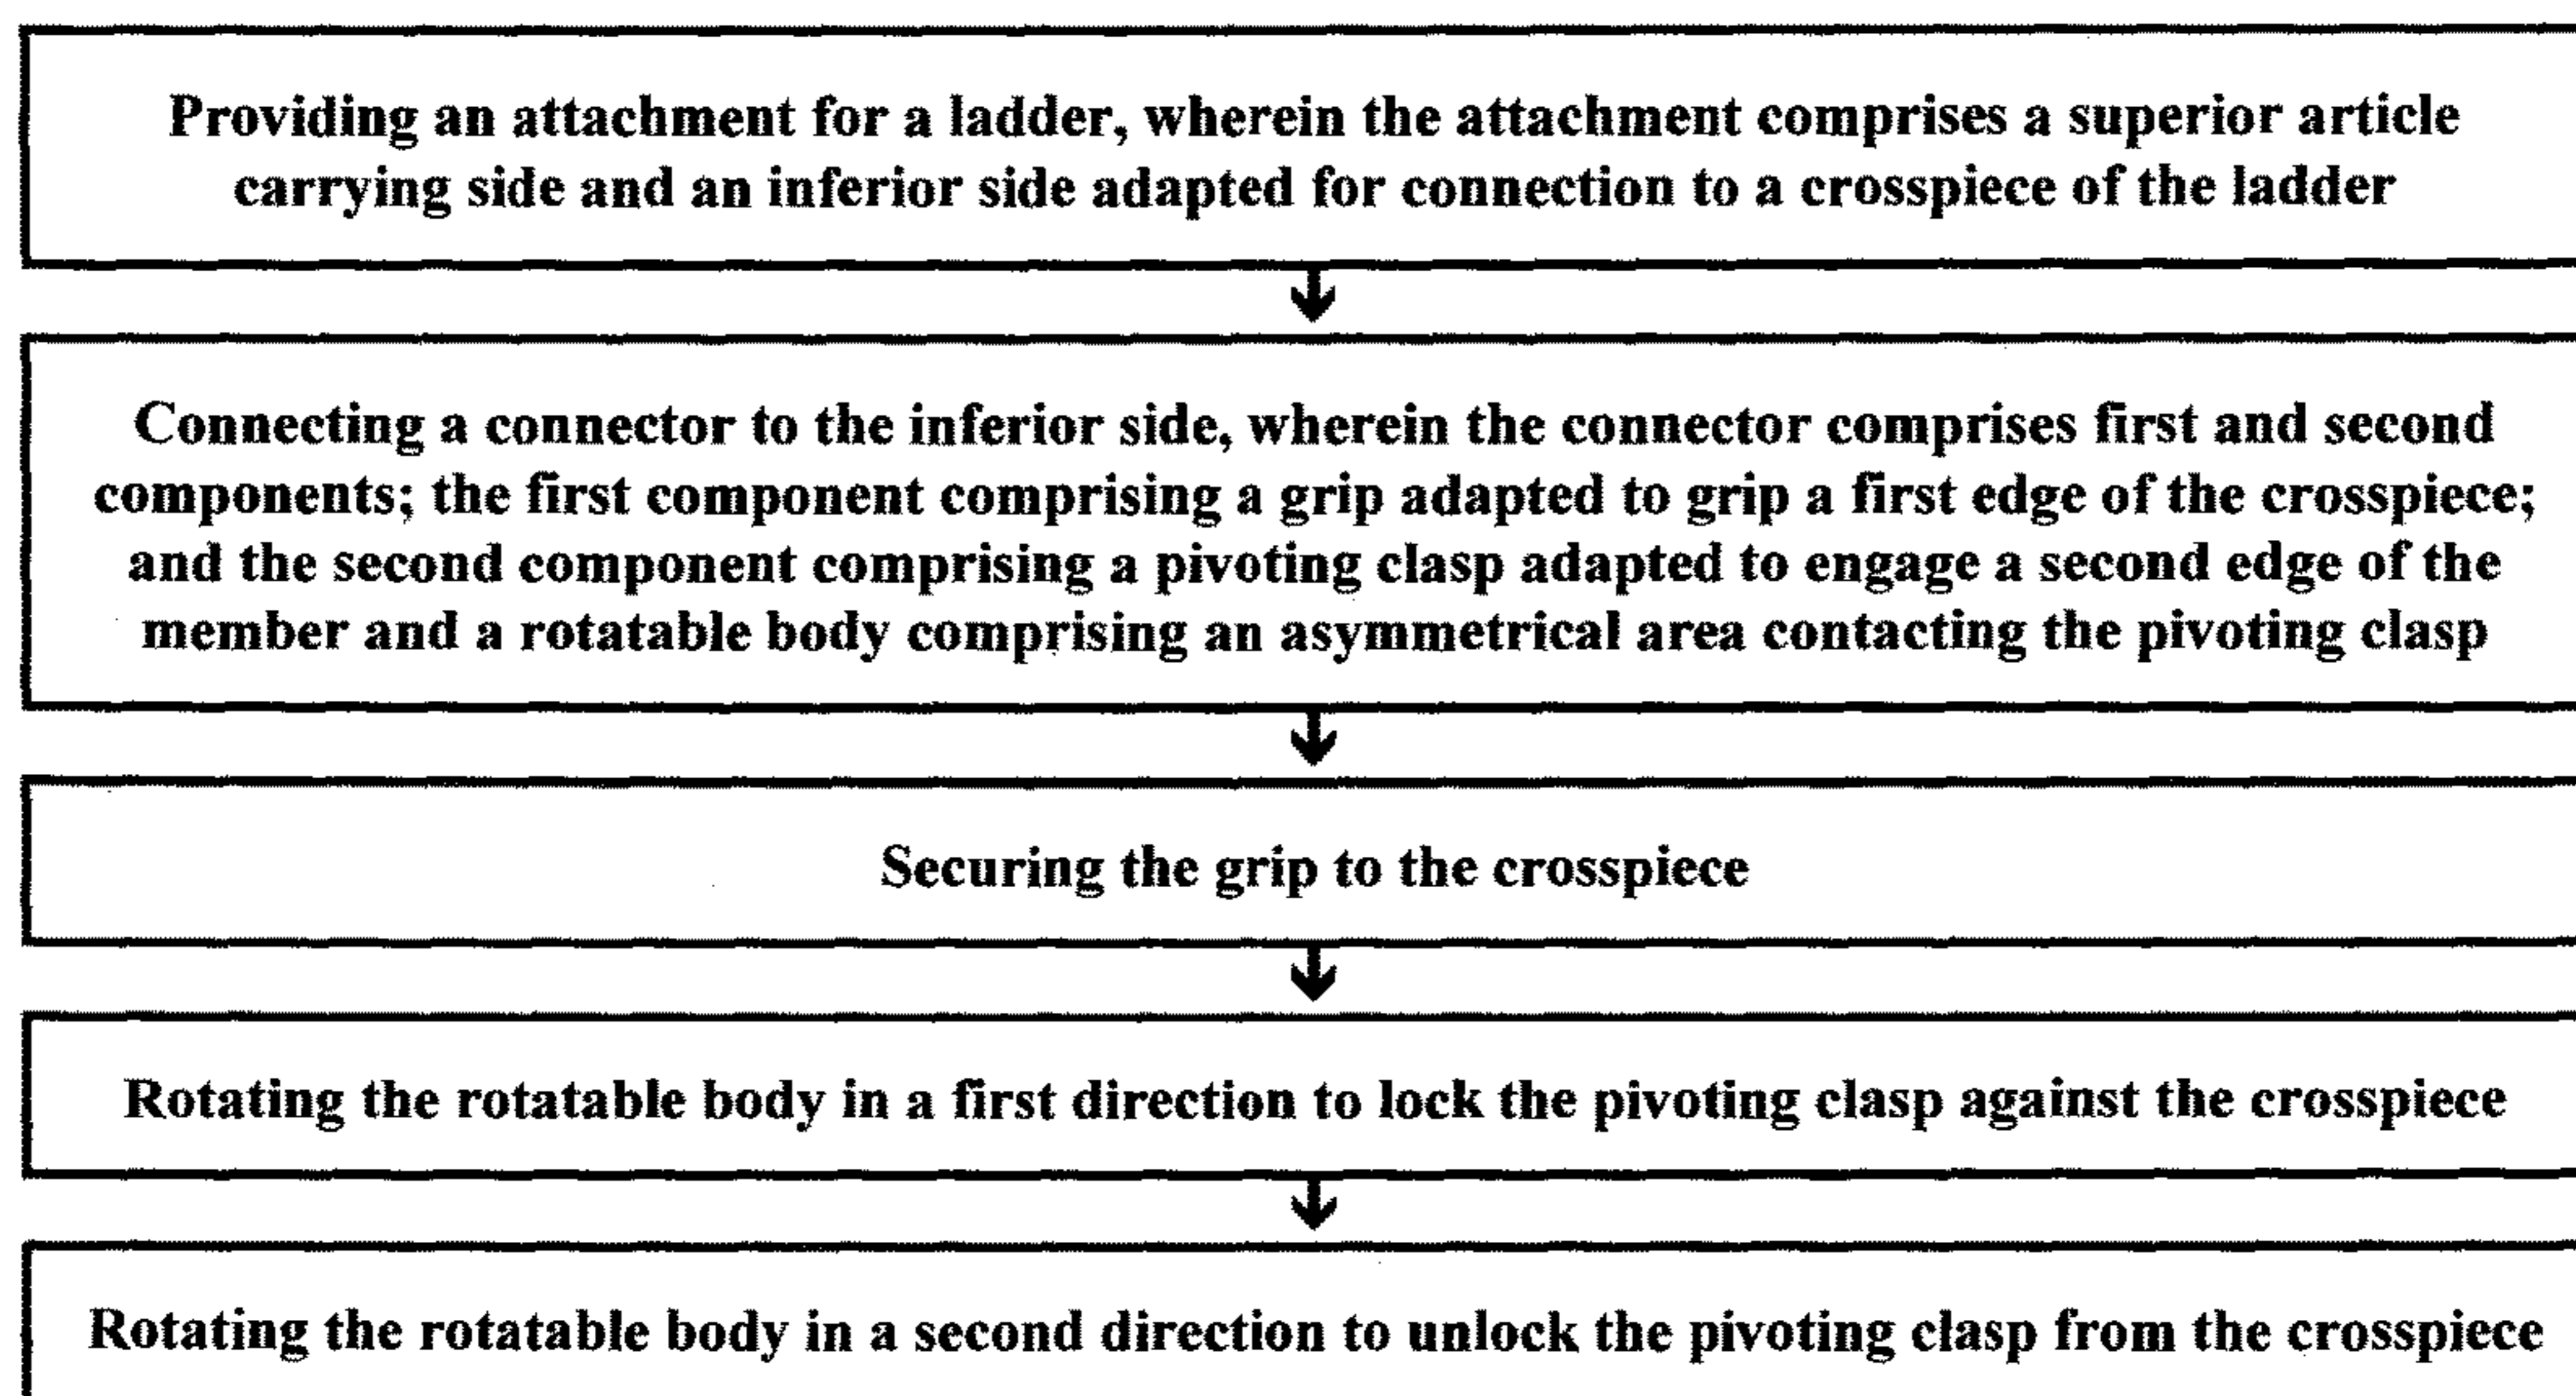 Providing an attachment for a ladder, wherein the attachment comprises a superior article
carrying side and an inferior side adapted for connection to a crosspiece of the ladder
Connecting a connector to the inferior side, wherein the connector comprises first and second
components; the first component comprising a grip adapted to grip a first edge of the crosspiece;
and the second component comprising a pivoting clasp adapted to engage a second edge of the
member and a rotatable body comprising an asymmetrical area contacting the pivoting clasp
Securing the grip to the crosspiece
Rotating the rotatable body in a first direction to lock the pivoting clasp against the crosspiece
Rotating the rotatable body in a second direction to unlock the pivoting clasp from the crosspiece